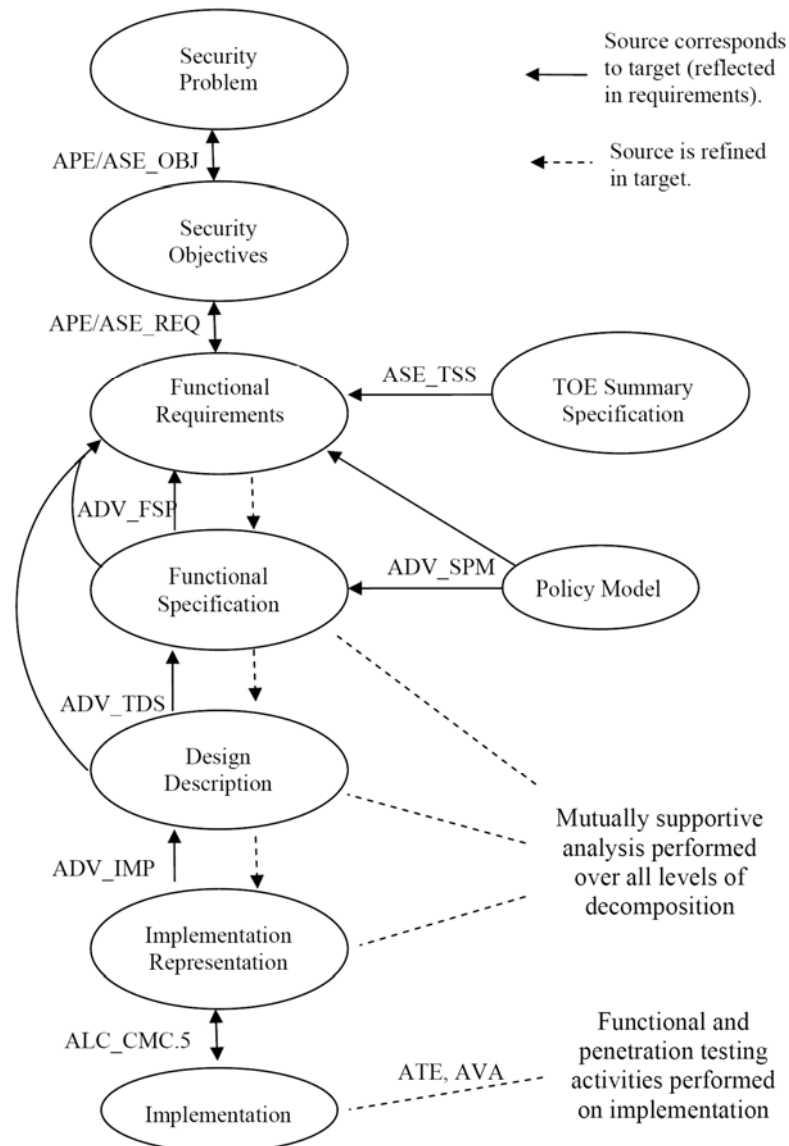 Security
Problem
Source corresponds
to target (reflected
in requirements).
APE/ASE_OBJ
Source is refined
in target.
Security
Objectives
APE/ASE_REQ
Functional
Requirements
ASE_TSS
TOE Summary
Specification
ADV_FSP
Functional
Specification
ADV_SPM
Policy Model
ADV_TDS
Design
Description
Mutually supportive
analysis performed
over all levels of
decomposition
ADV_IMP
Implementation
Representation
ALC_CMC.5
Functional and
penetration testing
activities performed
on implementation
ATE, AVA
Implementation